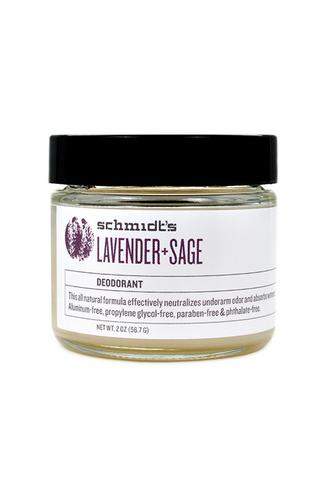 schmidt's
LAVENDER+SAGE
DEODORANT
This all natural formula effectively neutralizes underarm odor and absorbs
Aluminum-free, propylene glycol-free, paraben-free & phthalate-free.
NET WT. 2 OZ (56.7 G)